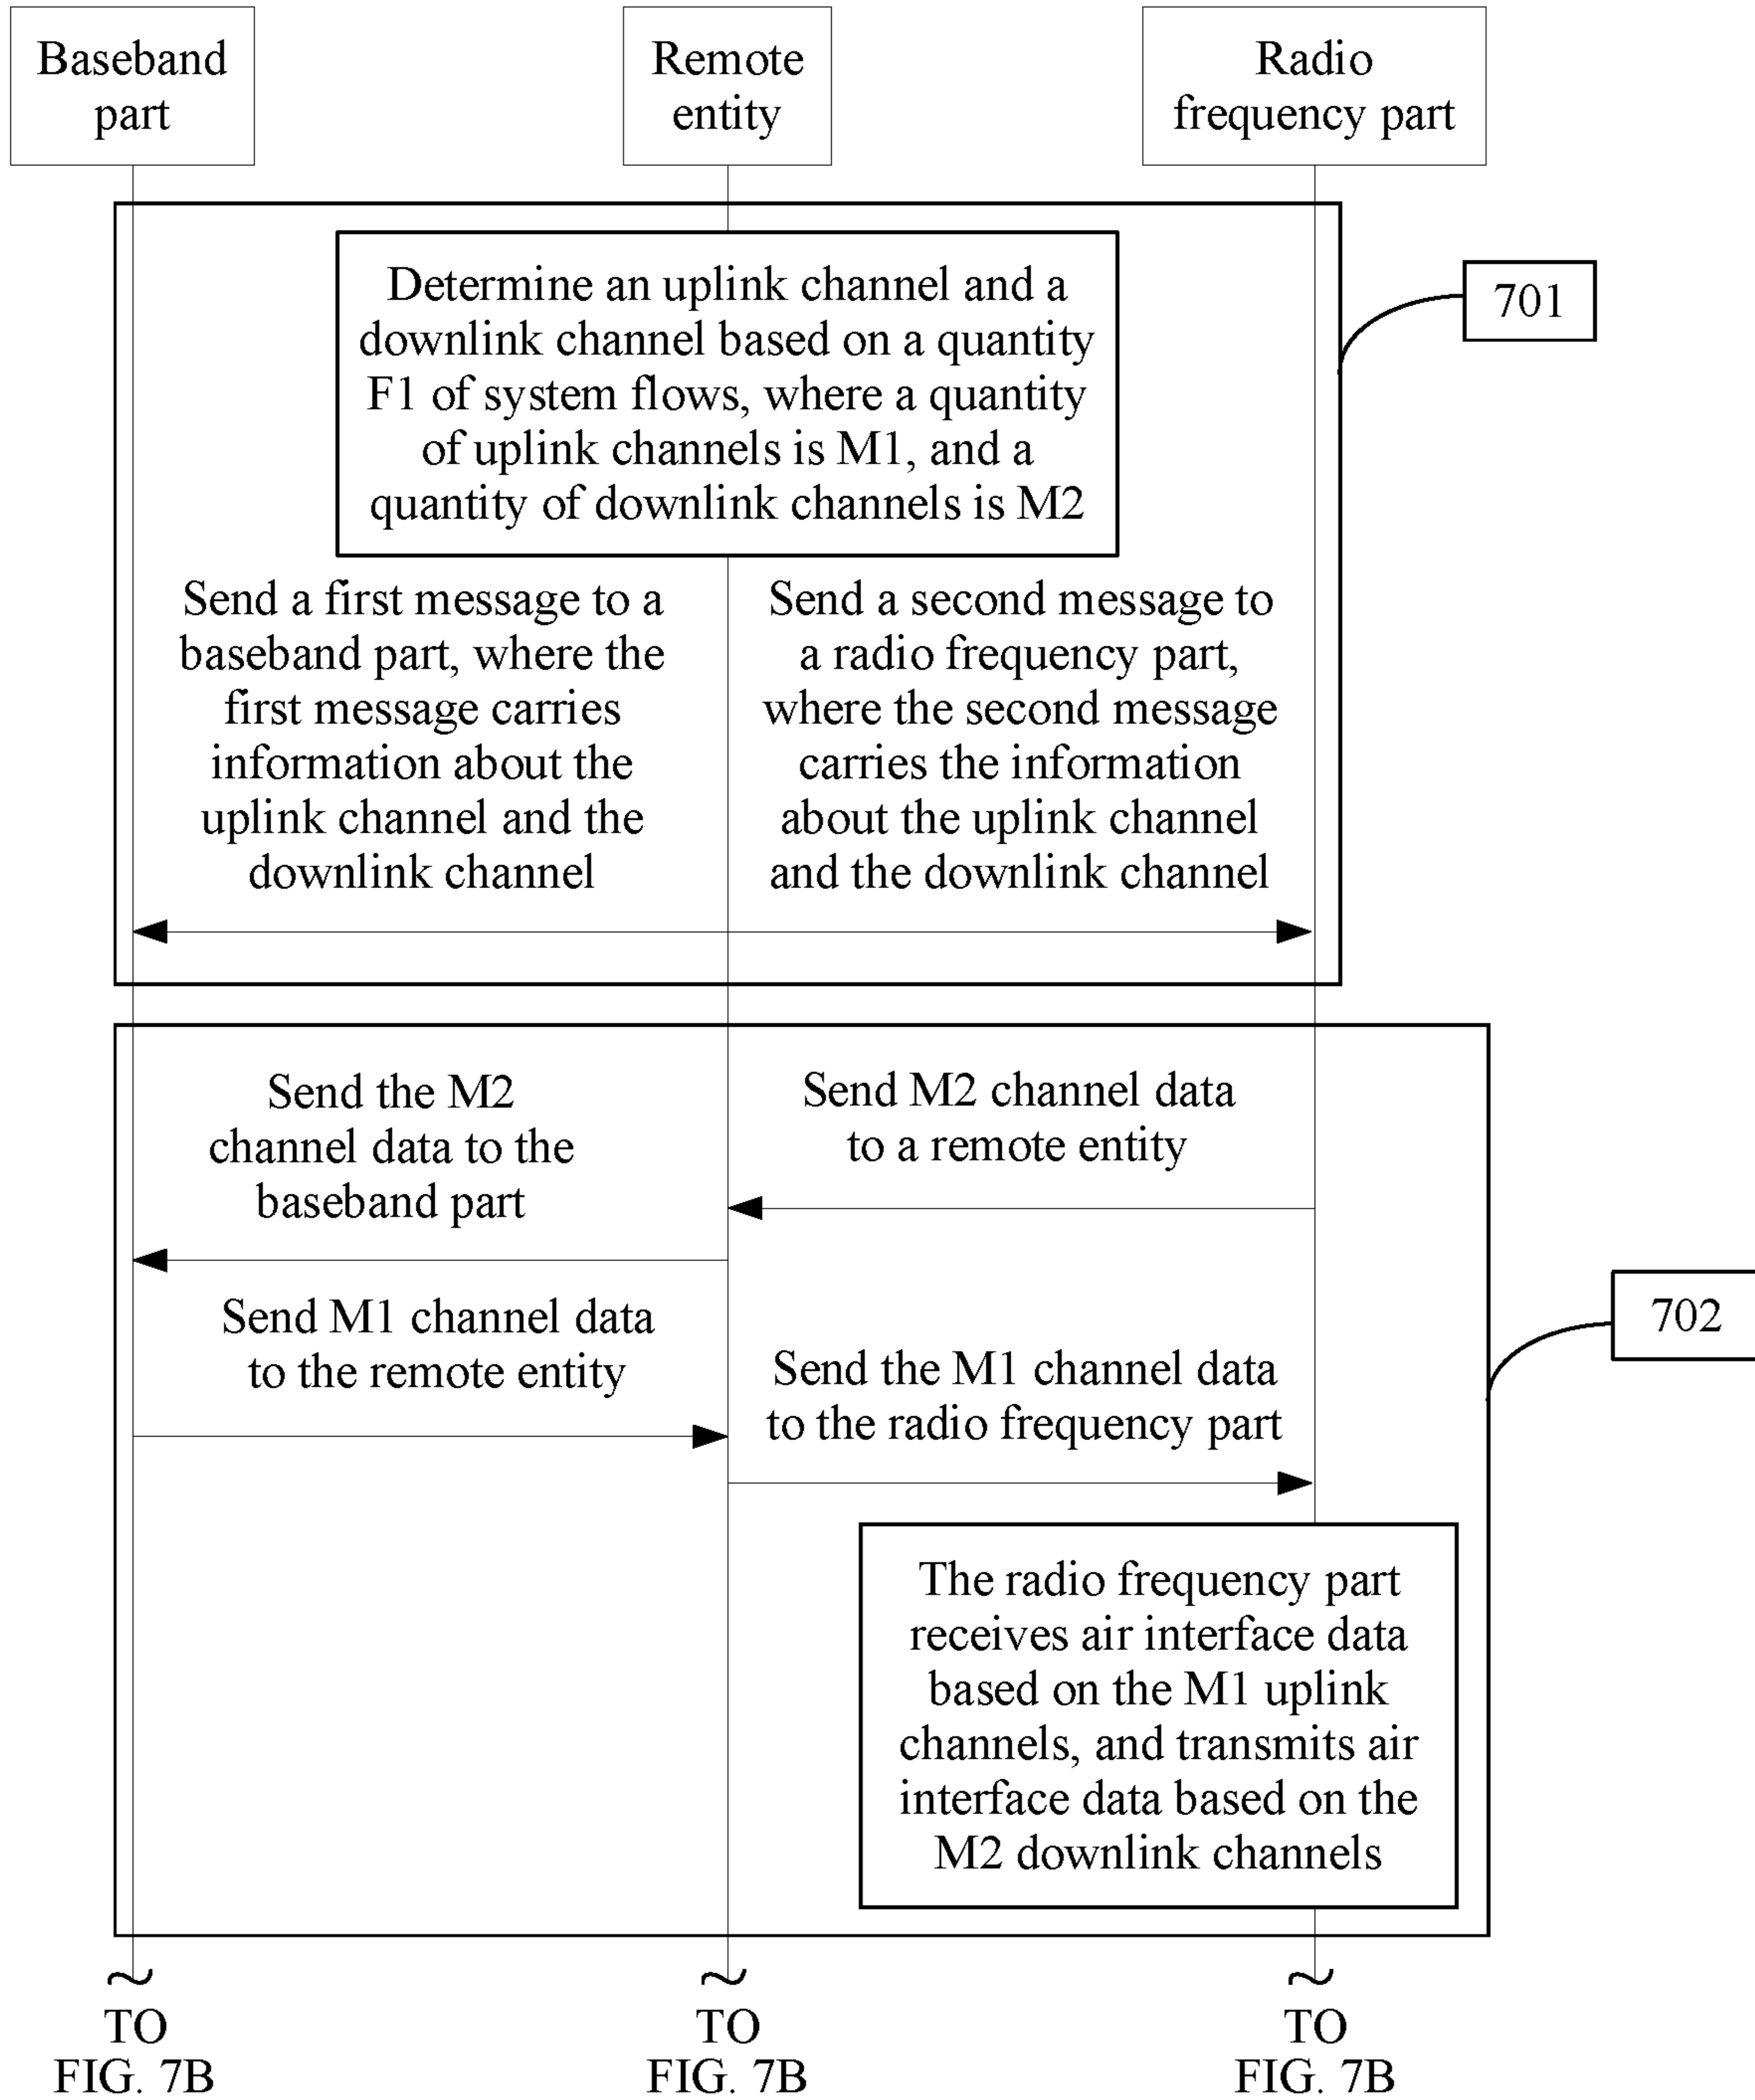 Baseband
part
Remote
entity
Radio
frequency part
Determine an uplink channel and a
downlink channel based on a quantity
F1 of system flows, where a quantity
of uplink channels is M1, and a
quantity of downlink channels is M2
701
Send a first message to a
baseband part, where the
first message carries
information about the
uplink channel and the
downlink channel
Send a second message to
a radio frequency part,
where the second message
carries the information
about the uplink channel
and the downlink channel
Send the M2
channel data to the
baseband part
Send M2 channel data
to a remote entity
Send M1 channel data
to the remote entity
Send the M1 channel data
to the radio frequency part
702
The radio frequency part
receives air interface data
based on the M1 uplink
channels, and transmits air
interface data based on the
M2 downlink channels
TO
FIG. 7B
TO
FIG. 7B
TO
FIG. 7B